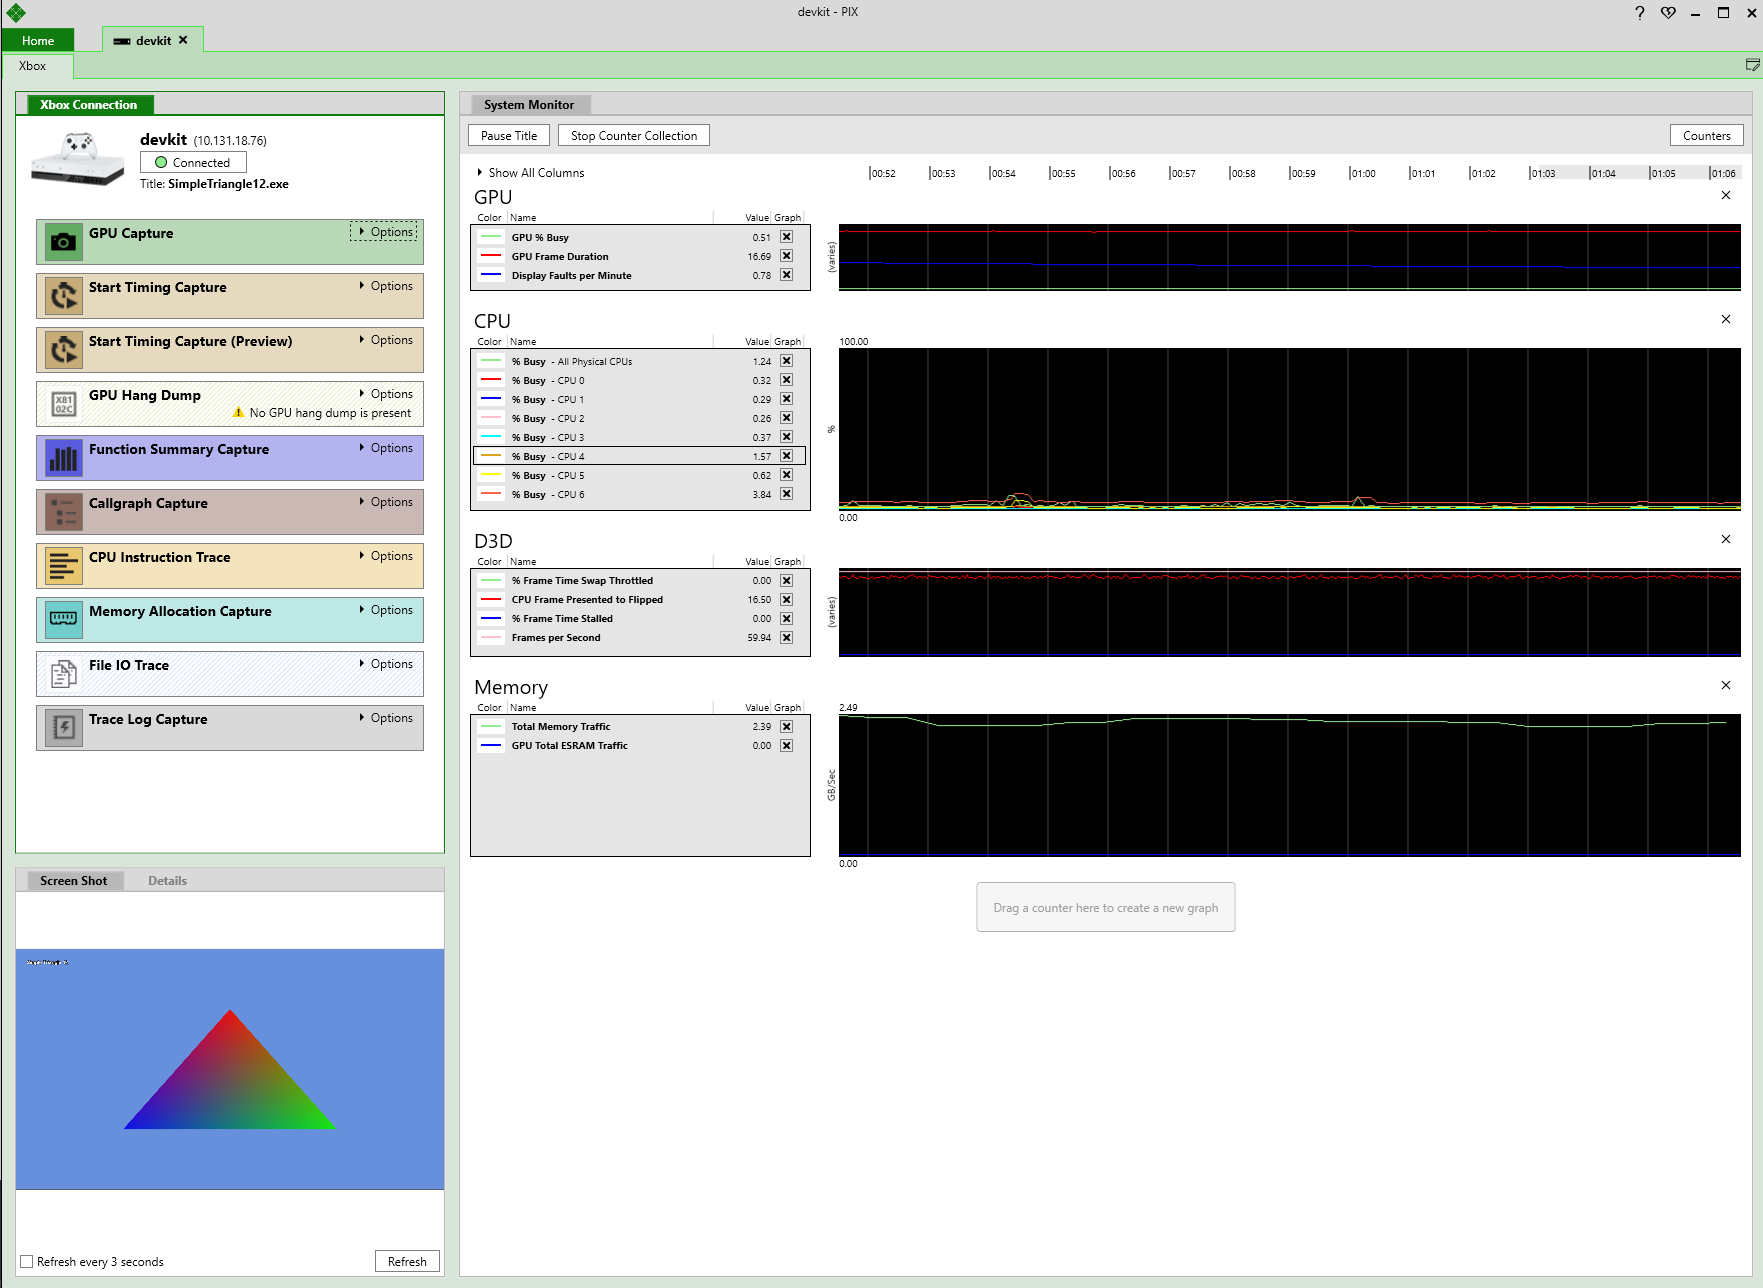 devkit - PIX
Home
devkit
Xbox
Xbox Connection
devkit (10.131.18.76)
Connected
Title: SimpleTriangle12.exe
GPU Capture
Options
Start Timing Capture
Options
Start Timing Capture (Preview)
Options
GPU Hang Dump
Options
X81
02C
No GPU hang dump is present
Function Summary Capture
Options
Callgraph Capture
Options
CPU Instruction Trace
Options
Memory Allocation Capture
Options
File IO Trace
Options
Trace Log Capture
Options
Screen Shot Details
Refresh every 3 seconds
Refresh
System Monitor
Pause Title Stop Counter Collection Counters
Show All Columns
00:52 00:53 00:54 00:55 00:56 00:57 00:58 00:59 01:00 01:01 01:02 01:03 01:04 01:05 01:06
GPU
Color Name Value Graph
GPU % Busy 0.51
GPU Frame Duration 16.69
Display Faults per Minute 0.78
(varies)
CPU
Color Name Value Graph
% Busy - All Physical CPUs 1.24
% Busy - CPU 0 0.32
% Busy - CPU 1 0.29
% Busy - CPU 2 0.26
% Busy - CPU 3 0.37
% Busy - CPU 4 1.57
% Busy - CPU 5 0.62
% Busy - CPU 6 3.84
100.00
%
0.00
D3D
Color Name Value Graph
% Frame Time Swap Throttled 0.00
CPU Frame Presented to Flipped 16.50
% Frame Time Stalled 0.00
Frames per Second 59.94
(varies)
Memory
Color Name Value Graph
Total Memory Traffic 2.39
GPU Total ESRAM Traffic 0.00
2.49
GB/Sec
0.00
Drag a counter here to create a new graph